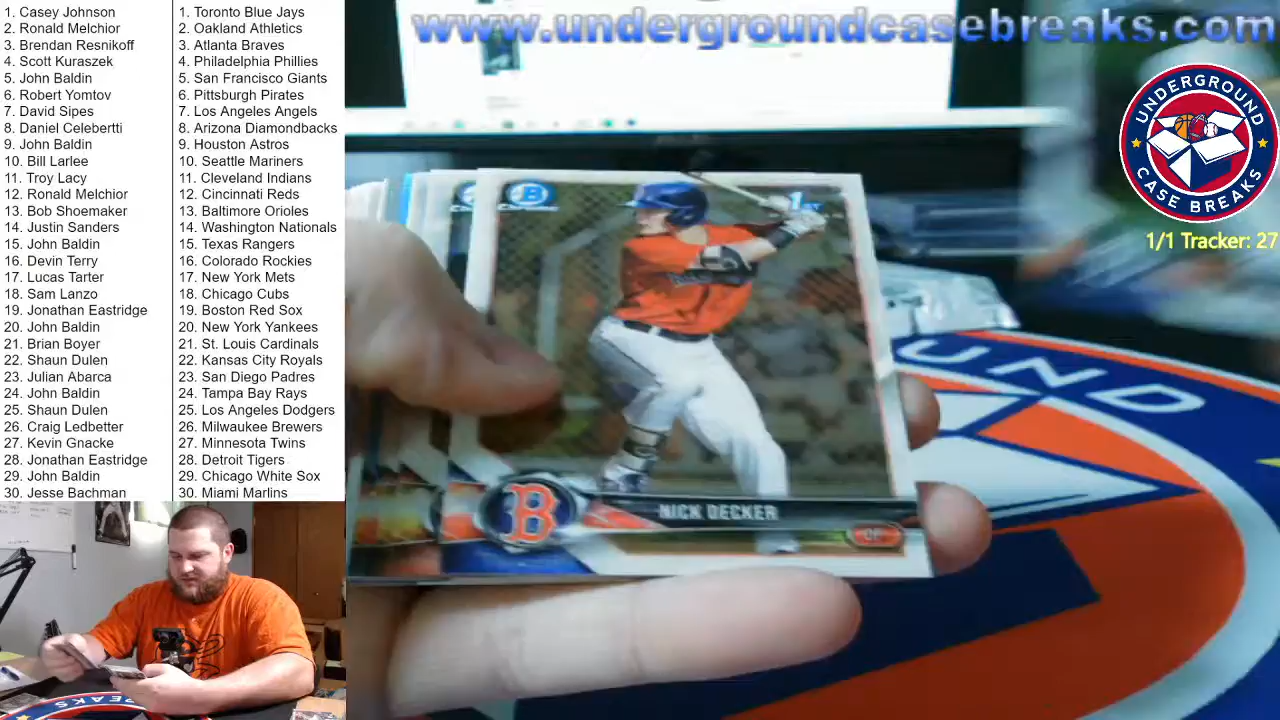 1. Casey Johnson
2. Ronald Melchior
3. Brendan Resnikoff
4. Scott Kuraszek
5. John Baldin
6. Robert Yomtov
7. David Sipes
8. Daniel Celebertti
9. John Baldin
10. Bill Larlee
11. Troy Lacy
12. Ronald Melchior
13. Bob Shoemaker
14. Justin Sanders
15. John Baldin
16. Devin Terry
17. Lucas Tarter
18. Sam Lanzo
19. Jonathan Eastridge
20. John Baldin
21. Brian Boyer
22. Shaun Dulen
23. Julian Abarca
24. John Baldin
25. Shaun Dulen
26. Craig Ledbetter
27. Kevin Gnacke
28. Jonathan Eastridge
29. John Baldin
30. Jesse Bachman
1. Toronto Blue Jays
2. Oakland Athletics
3. Atlanta Braves
4. Philadelphia Phillies
5. San Francisco Giants
6. Pittsburgh Pirates
7. Los Angeles Angels
8. Arizona Diamondbacks
9. Houston Astros
10. Seattle Mariners
11. Cleveland Indians
12. Cincinnati Reds
13. Baltimore Orioles
14. Washington Nationals
15. Texas Rangers
16. Colorado Rockies
17. New York Mets
18. Chicago Cubs
19. Boston Red Sox
20. New York Yankees
21. St. Louis Cardinals
22. Kansas City Royals
23. San Diego Padres
24. Tampa Bay Rays
25. Los Angeles Dodgers
26. Milwaukee Brewers
27. Minnesota Twins
28. Detroit Tigers
29. Chicago White Sox
30. Miami Marlins
www.undergroundcasebreaks.com
UNDERGROUND
CASE BREAKS
1/1 Tracker: 27
B
1ST
B
NICK DECKER
OF
UND
REAKS